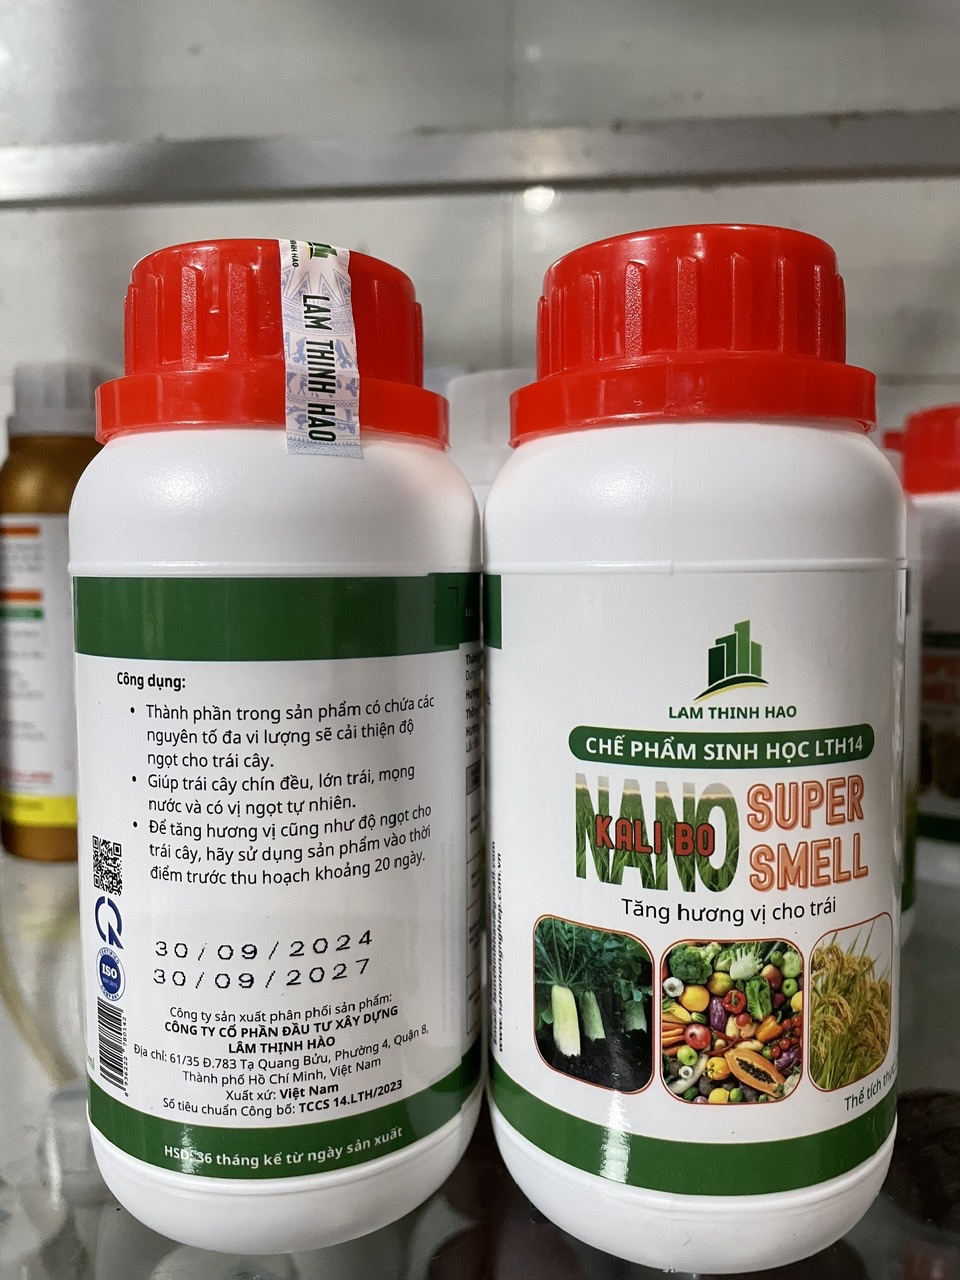 LAM THINH HAO
Công dụng:
• Thành phần trong sản phẩm có chứa các
nguyên tố đa vi lượng sẽ cải thiện độ
ngọt cho trái cây.
• Giúp trái cây chín đều, lớn trái, mọng
nước và có vị ngọt tự nhiên.
• Để tăng hương vị cũng như độ ngọt cho
trái cây, hãy sử dụng sản phẩm vào thời
điểm trước thu hoạch khoảng 20 ngày.
30/09/2024
30/09/2027
ISO
Công ty sản xuất phân phối sản phẩm:
CÔNG TY CỔ PHẦN ĐẦU TƯ XÂY DỰNG
LÂM THỊNH HÀO
Địa chỉ: 61/35 Đ.783 Tạ Quang Bửu, Phường 4, Quận 8,
Thành phố Hồ Chí Minh, Việt Nam
Xuất xứ: Việt Nam
Số tiêu chuẩn Công bố: TCCS 14.LTH/2023
HSD: 36 tháng kể từ ngày sản xuất
LAM THINH HAO
CHẾ PHẨM SINH HỌC LTH14
NANO
KALI BO
SUPER
SMELL
Tăng hương vị cho trái
www.nanonongnghiep.com.vn
Thể tích thực